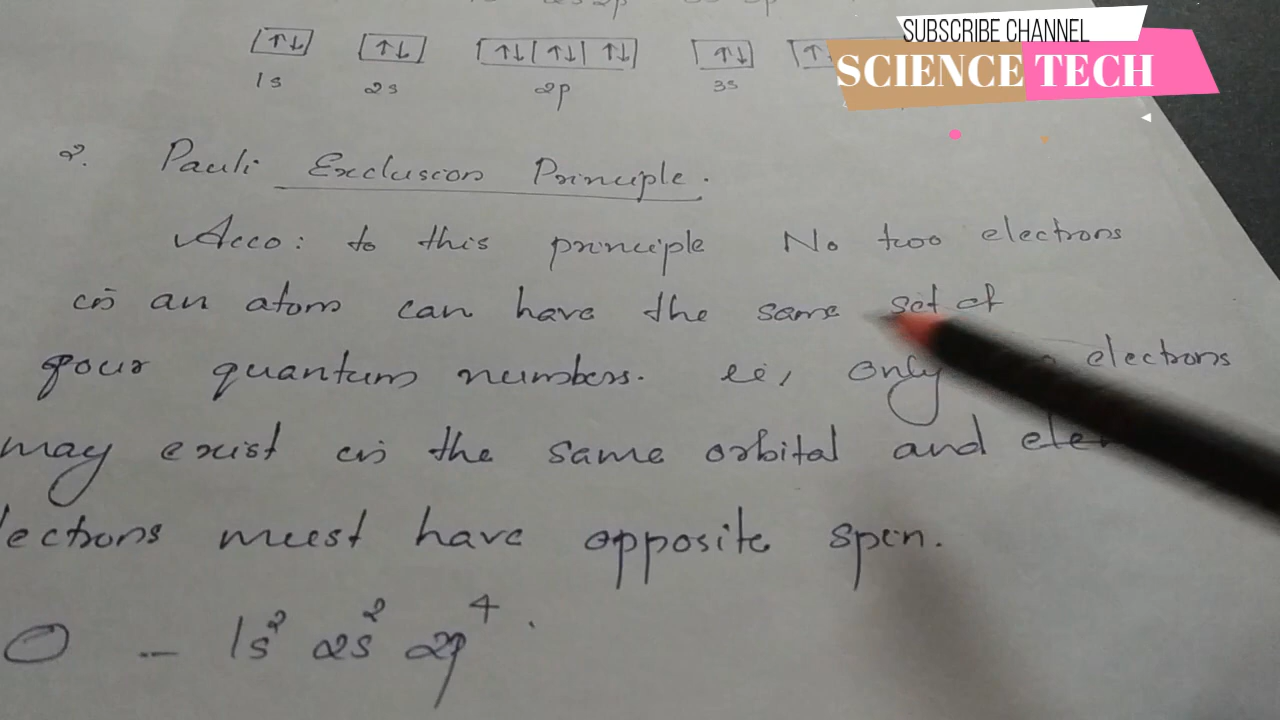 SUBSCRIBE CHANNEL
SCIENCE TECH
↑↓ ↑↓ ↑↓ ↑↓ ↑↓ ↑↓ ↑
1s 2s 2p 3s
2. Pauli Exclusion Principle.
Acco: to this principle No two electrons
in an atom can have the same set of
four quantum numbers. ie, only electrons
may exist in the same orbital and
lectrons must have opposite spin.
O - 1s² 2s² 2p⁴.